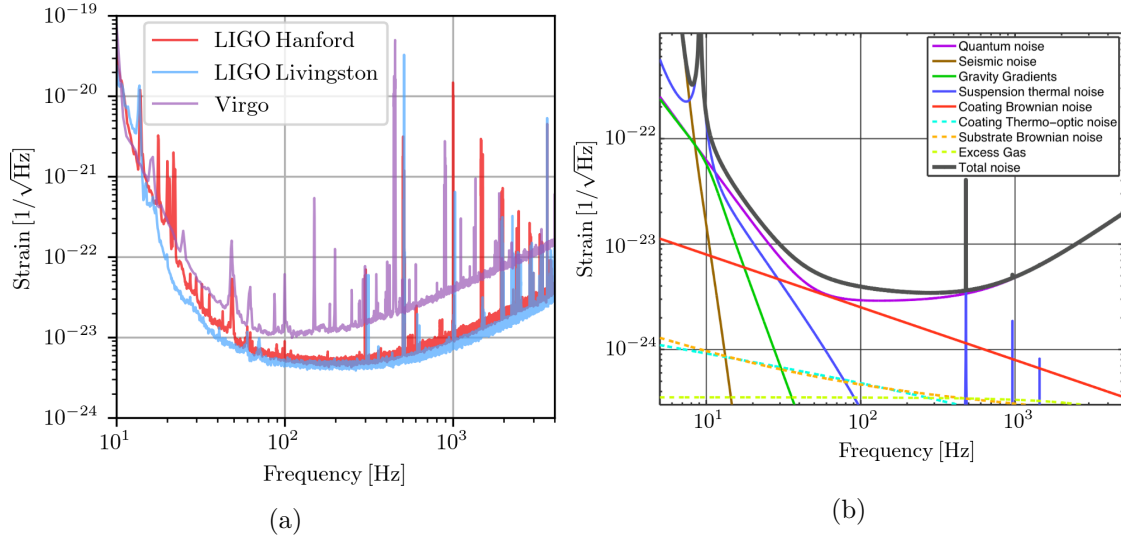 LIGO Hanford
LIGO Livingston
Virgo
10^{-19}
10^{-20}
10^{-21}
10^{-22}
10^{-23}
10^{-24}
Strain [1/√Hz]
10^1
10^2
10^3
Frequency [Hz]
(a)
Quantum noise
Seismic noise
Gravity Gradients
Suspension thermal noise
Coating Brownian noise
Coating Thermo-optic noise
Substrate Brownian noise
Excess Gas
Total noise
10^{-22}
10^{-23}
10^{-24}
Strain [1/√Hz]
10^1
10^2
10^3
Frequency [Hz]
(b)